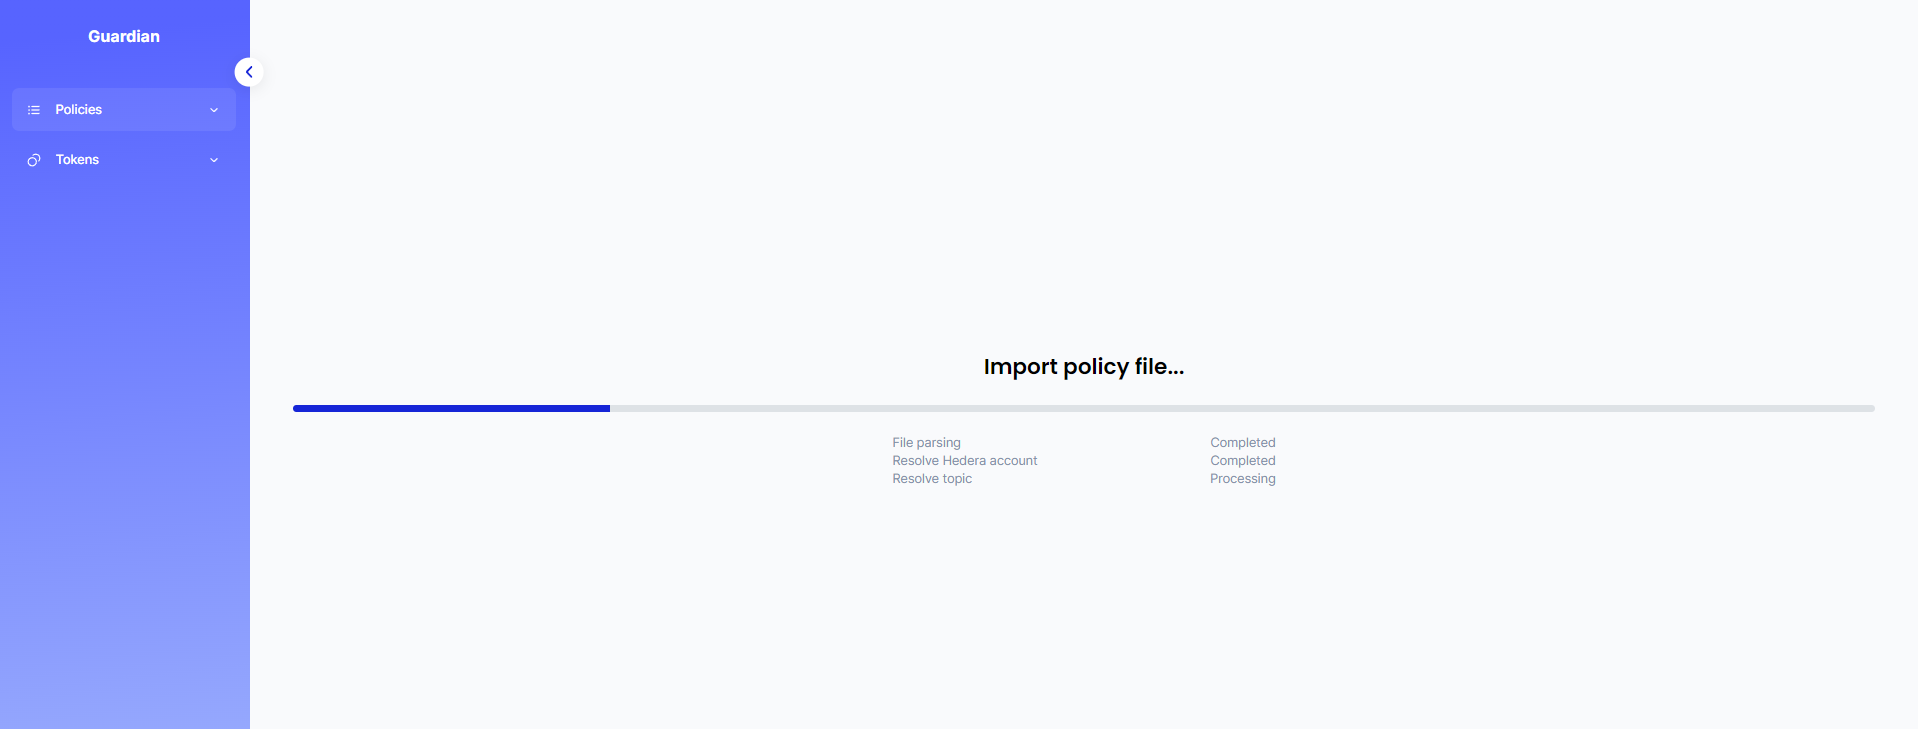 Guardian
Policies
Tokens
Import policy file...
File parsing Completed
Resolve Hedera account Completed
Resolve topic Processing